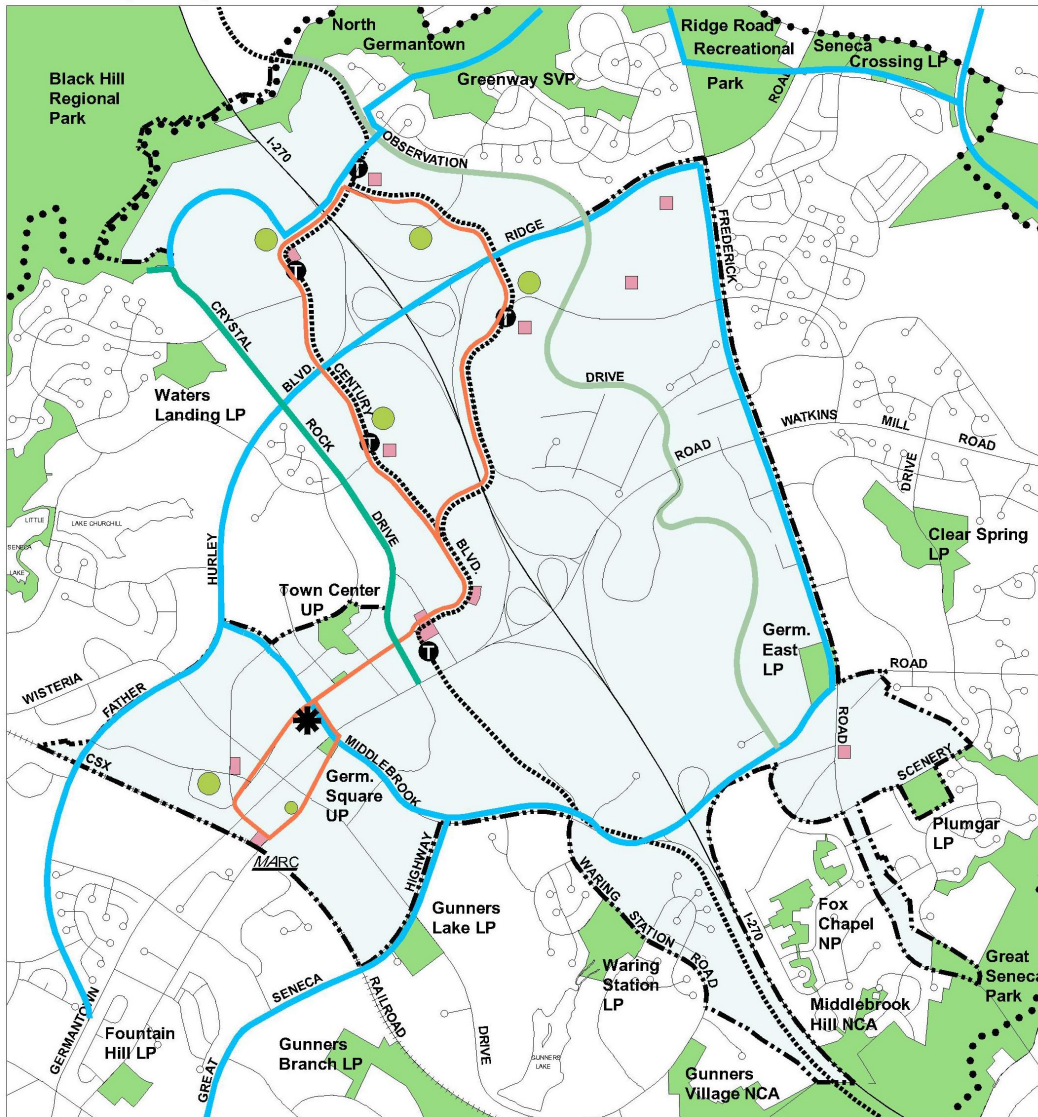 North
Germantown
Greenway SVP
Ridge Road
Recreational
Park
Seneca
Crossing LP
ROAD
Black Hill
Regional
Park
I-270
OBSERVATION
RIDGE
FREDERICK
CRYSTAL
BLVD.
CENTURY
DRIVE
Waters
Landing LP
ROCK
ROAD
WATKINS
MILL
ROAD
DRIVE
LITTLE
SENECA
LAKE
LAKE CHURCHILL
DRIVE
BLVD.
Clear Spring
LP
HURLEY
Town Center
UP
T
T
T
T
T
Germ.
East
LP
ROAD
WISTERIA
FATHER
ROAD
CSX
MIDDLEBROOK
SCENERY
Germ.
Square
UP
Plumgar
LP
MARC
HIGHWAY
WARING
STATION
ROAD
I-270
Gunners
Lake LP
Fox
Chapel
NP
Waring
Station
LP
Great
Seneca
Park
SENECA
RAILROAD
Middlebrook
Hill NCA
GERMANTOWN
Fountain
Hill LP
GREAT
Gunners
Branch LP
DRIVE
GUNNERS
LAKE
Gunners
Village NCA